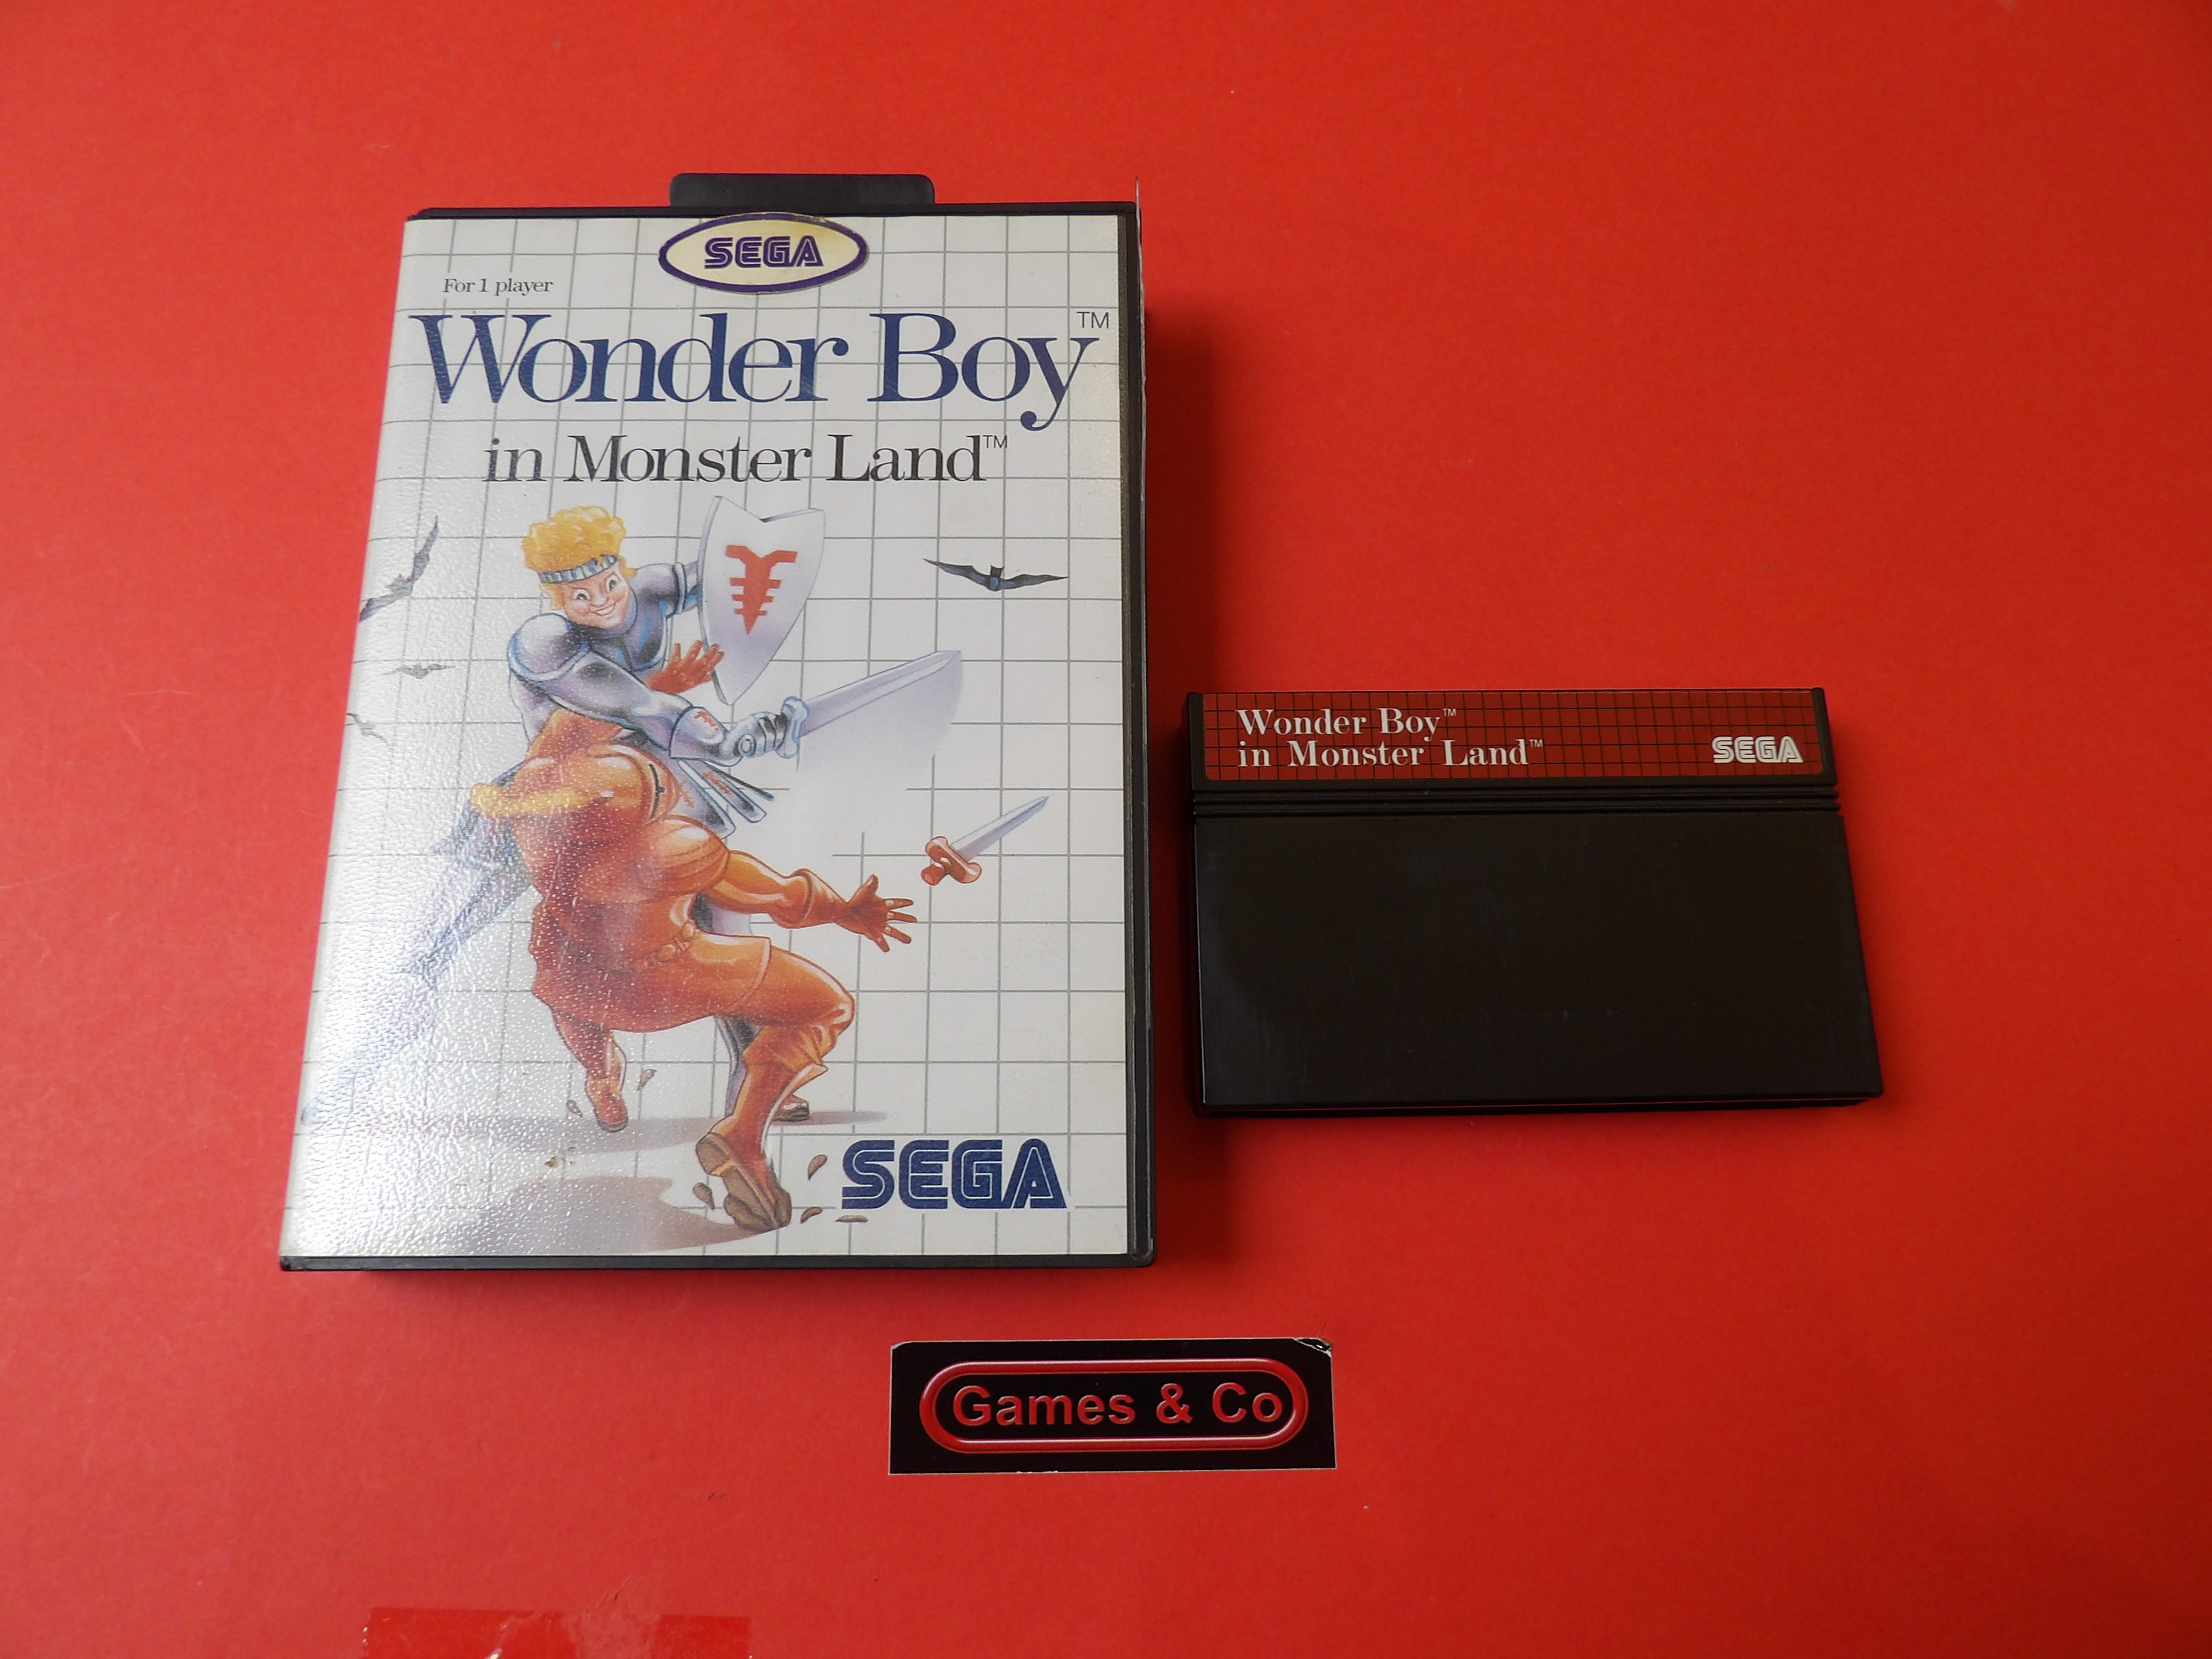 SEGA
For 1 player
Wonder Boy™
in Monster Land™
SEGA
Wonder Boy™
in Monster Land™
SEGA
Games & Co